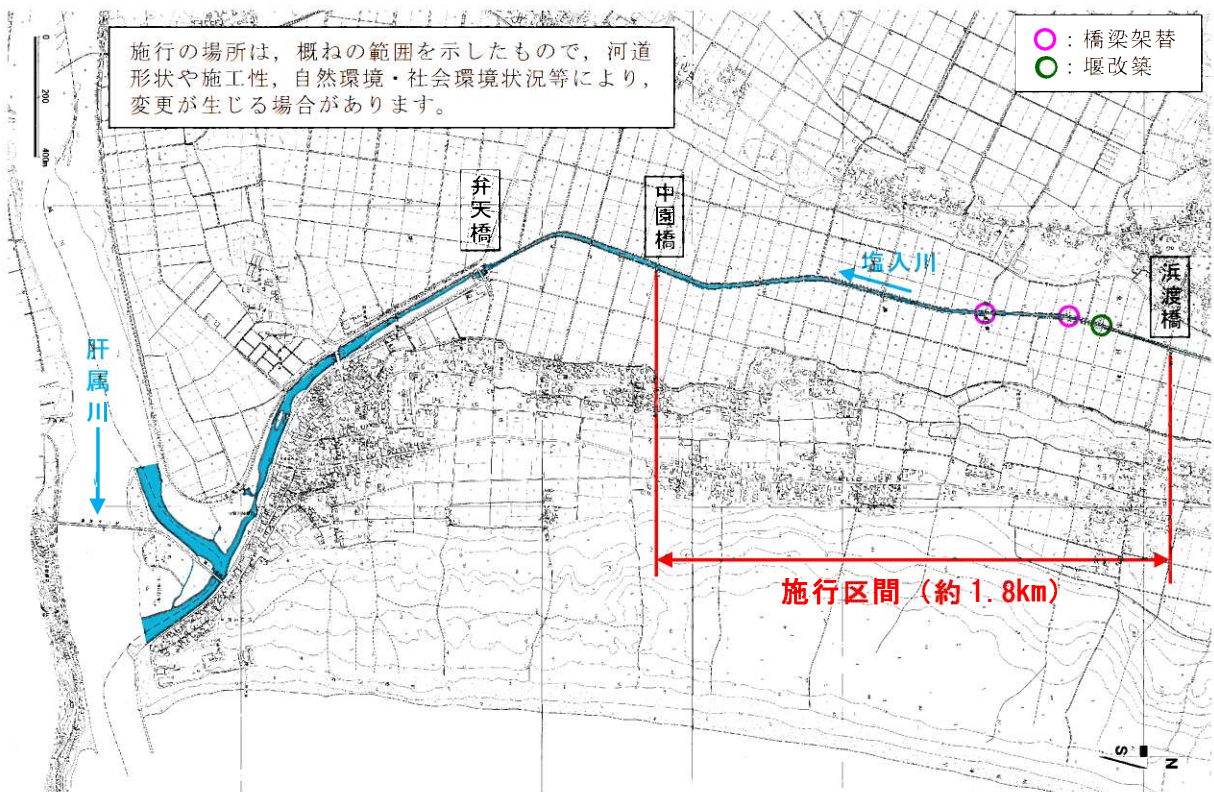 施行の場所は，概ねの範囲を示したもので，河道
形状や施工性，自然環境・社会環境状況等により，
変更が生じる場合があります。
：橋梁架替
：堰改築
0
200
400m
弁天橋
中園橋
塩入川
浜渡橋
肝属川
施行区間（約1.8km）
S
N